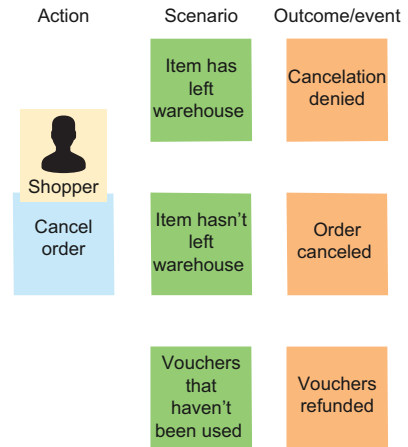 Action
Scenario
Outcome/event
Item has
left
warehouse
Cancelation
denied
Shopper
Cancel
order
Item hasn't
left
warehouse
Order
canceled
Vouchers
that
haven't
been used
Vouchers
refunded